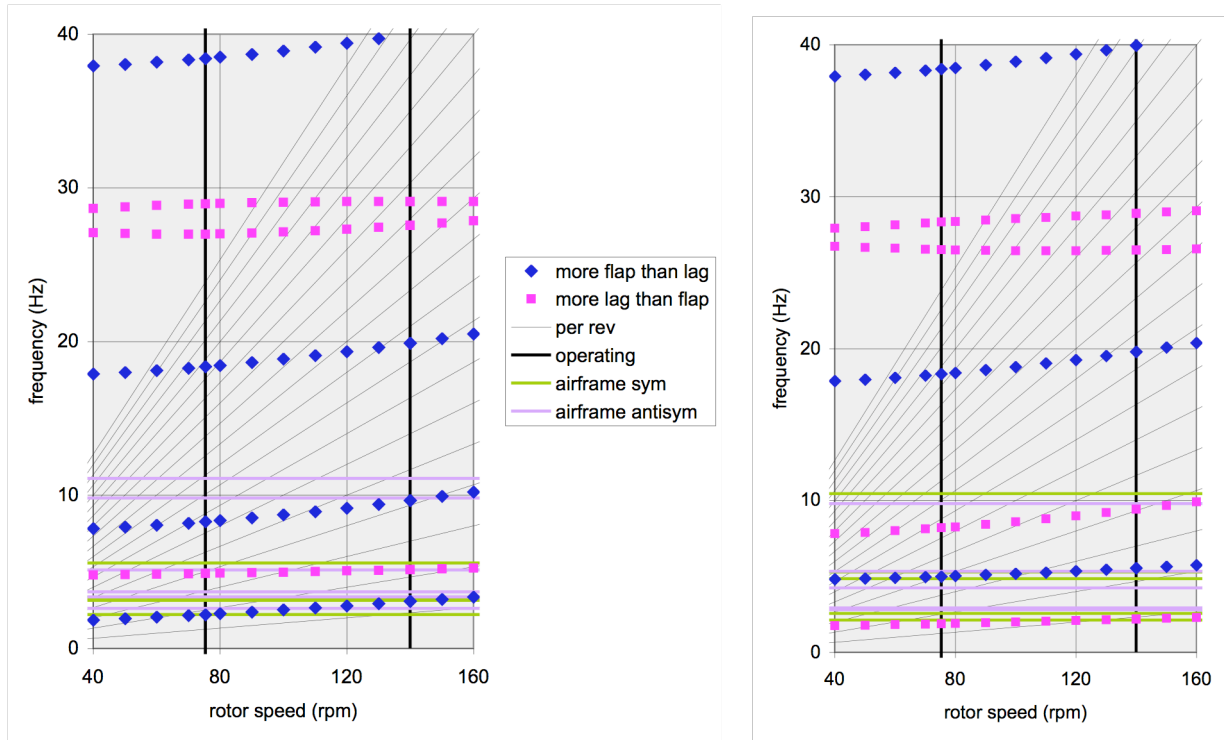 40
30
20
10
0
frequency (Hz)
40 80 120 160
rotor speed (rpm)
more flap than lag
more lag than flap
per rev
operating
airframe sym
airframe antisym
40
30
20
10
0
frequency (Hz)
40 80 120 160
rotor speed (rpm)